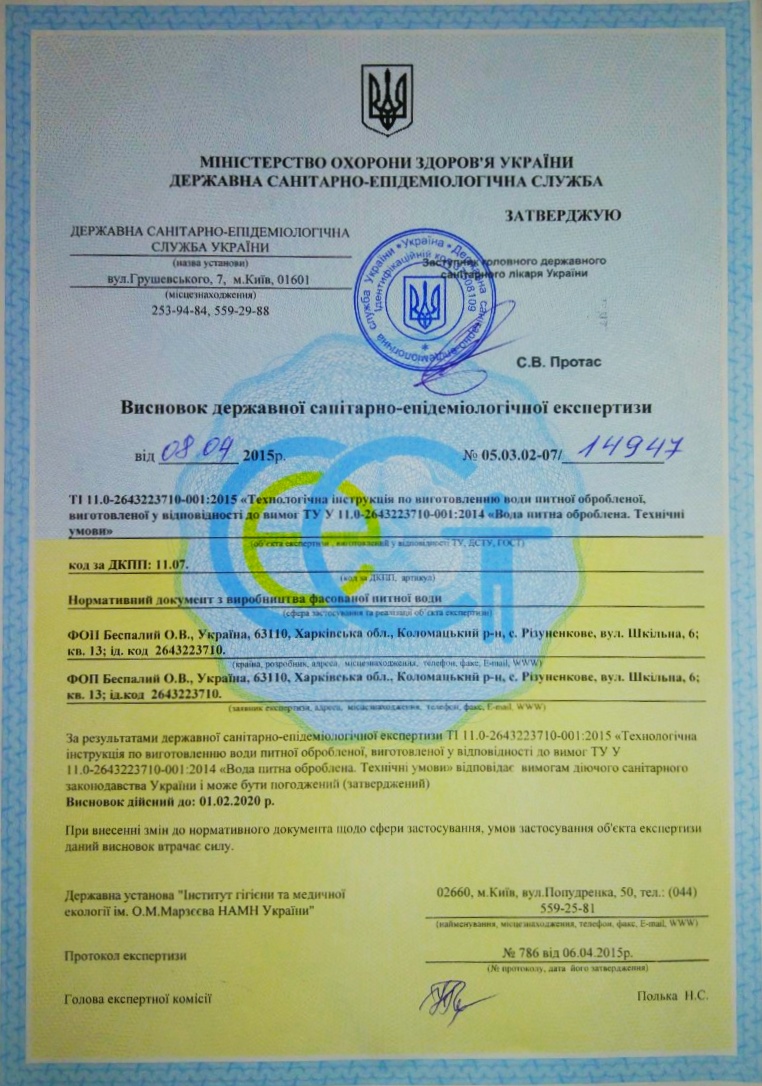 МІНІСТЕРСТВО ОХОРОНИ ЗДОРОВ'Я УКРАЇНИ
ДЕРЖАВНА САНІТАРНО-ЕПІДЕМІОЛОГІЧНА СЛУЖБА
ЗАТВЕРДЖУЮ
ДЕРЖАВНА САНІТАРНО-ЕПІДЕМІОЛОГІЧНА
СЛУЖБА УКРАЇНИ
(назва установи)
вул.Грушевського, 7, м.Київ, 01601
(місцезнаходження)
253-94-84, 559-29-88
Заступник головного державного
санітарного лікаря України
С.В. Протас
Україна * Державна санітарно-епідеміологічна служба України *
Ідентифікаційний код
Висновок державної санітарно-епідеміологічної експертизи
від 08 04 2015р.
№ 05.03.02-07/ 14947
ТІ 11.0-2643223710-001:2015 «Технологічна інструкція по виготовленню води питної обробленої,
виготовленої у відповідності до вимог ТУ У 11.0-2643223710-001:2014 «Вода питна оброблена. Технічні
умови»
(об'єкта експертизи, виготовлений у відповідності ТУ, ДСТУ, ГОСТ)
код за ДКПП: 11.07.
(код за ДКПП, артикул)
Нормативний документ з виробництва фасованої питної води
(сфера застосування та реалізації об'єкта експертизи)
ФОП Беспалий О.В., Україна, 63110, Харківська обл., Коломацький р-н, с. Різуненкове, вул. Шкільна, 6;
кв. 13; ід. код 2643223710.
(країна, розробник, адреса, місцезнаходження, телефон, факс, E-mail, WWW)
ФОП Беспалий О.В., Україна, 63110, Харківська обл., Коломацький р-н, с. Різуненкове, вул. Шкільна, 6;
кв. 13; ід.код 2643223710.
(заявник експертизи, адреса, місцезнаходження, телефон, факс, E-mail, WWW)
За результатами державної санітарно-епідеміологічної експертизи ТІ 11.0-2643223710-001:2015 «Технологічна
інструкція по виготовленню води питної обробленої, виготовленої у відповідності до вимог ТУ У
11.0-2643223710-001:2014 «Вода питна оброблена. Технічні умови» відповідає вимогам діючого санітарного
законодавства України і може бути погоджений (затверджений)
Висновок дійсний до: 01.02.2020 р.
При внесенні змін до нормативного документа щодо сфери застосування, умов застосування об'єкта експертизи
даний висновок втрачає силу.
Державна установа "Інститут гігієни та медичної
екології ім. О.М.Марзєєва НАМН України"
02660, м.Київ, вул.Попудренка, 50, тел.: (044)
559-25-81
(найменування, місцезнаходження, телефон, факс, E-mail, WWW)
Протокол експертизи
№ 786 від 06.04.2015р.
(№ протоколу, дата його затвердження)
Голова експертної комісії
Полька Н.С.